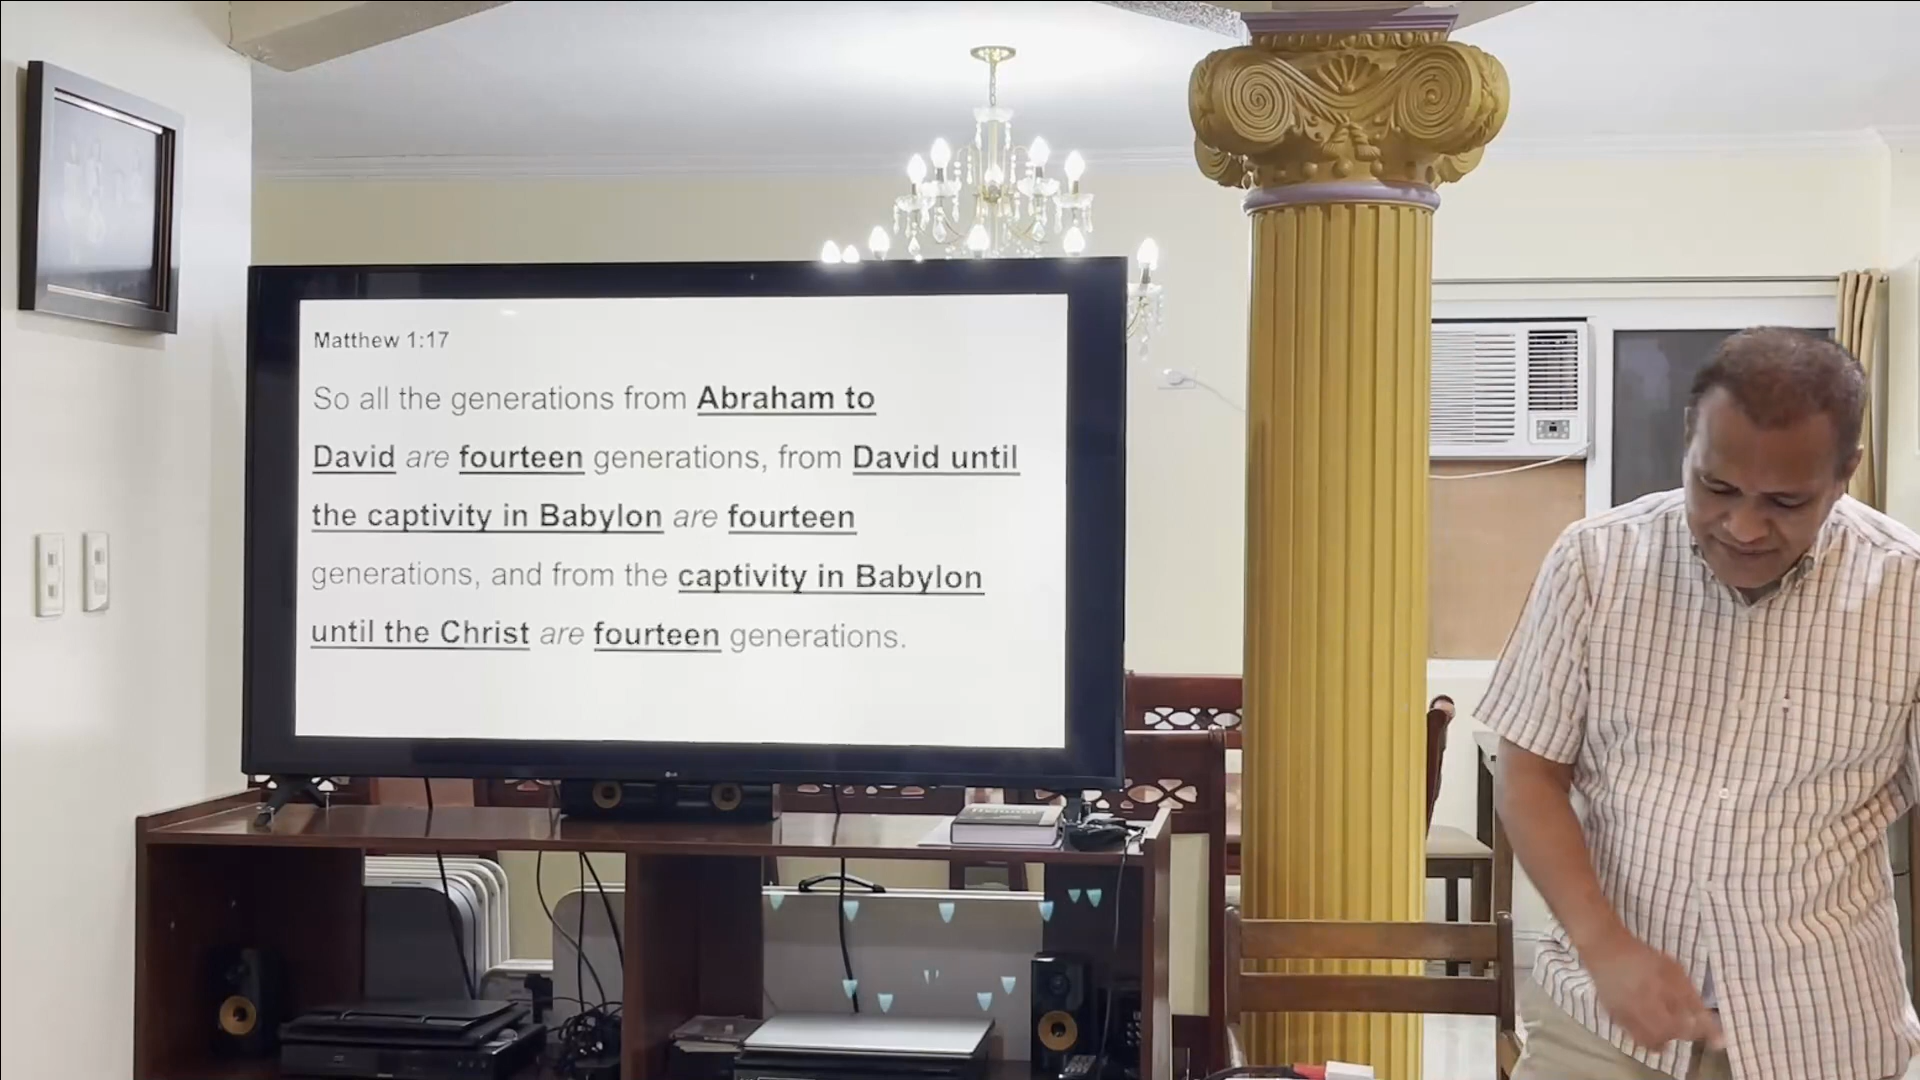 Matthew 1:17
So all the generations from Abraham to
David are fourteen generations, from David until
the captivity in Babylon are fourteen
generations, and from the captivity in Babylon
until the Christ are fourteen generations.
LG